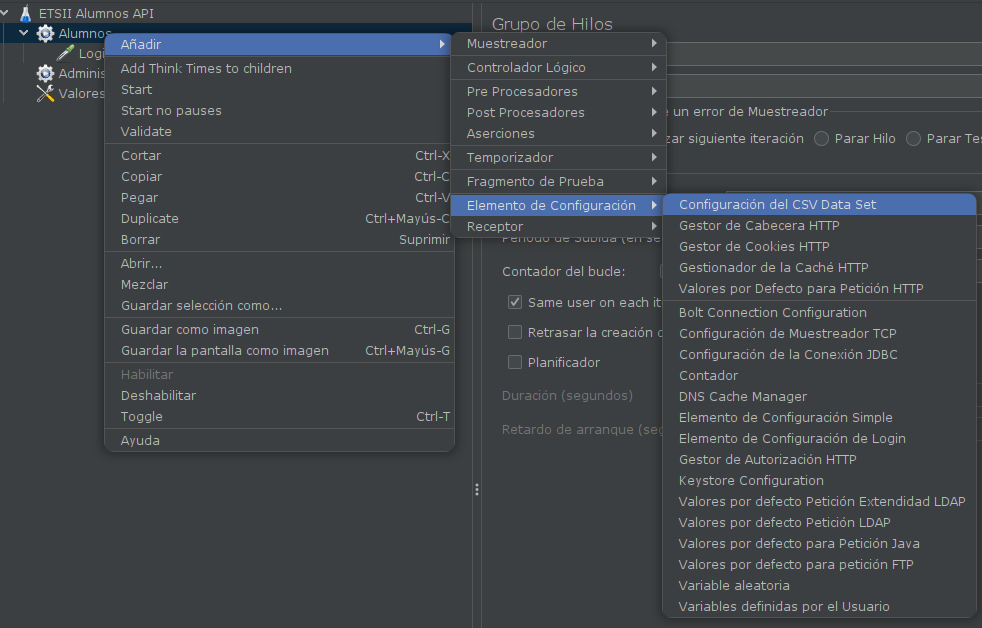 ETSII Alumnos API
Alumnos
Logi
Adminis
Valores
Añadir
Add Think Times to children
Start
Start no pauses
Validate
Cortar Ctrl-X
Copiar Ctrl-C
Pegar Ctrl-V
Duplicate Ctrl+Mayús-C
Borrar Suprimir
Abrir...
Mezclar
Guardar selección como...
Guardar como imagen Ctrl-G
Guardar la pantalla como imagen Ctrl+Mayús-G
Habilitar
Deshabilitar
Toggle Ctrl-T
Ayuda
Grupo de Hilos
Muestreador
Controlador Lógico
Pre Procesadores
Post Procesadores
Aserciones
Temporizador
Fragmento de Prueba
Elemento de Configuración
Receptor
e un error de Muestreador
zar siguiente iteración Parar Hilo Parar Tes
Periodo de Subida (en se
Contador del bucle:
Same user on each it
Retrasar la creación
Planificador
Duración (segundos)
Retardo de arranque (seg
Configuración del CSV Data Set
Gestor de Cabecera HTTP
Gestor de Cookies HTTP
Gestionador de la Caché HTTP
Valores por Defecto para Petición HTTP
Bolt Connection Configuration
Configuración de Muestreador TCP
Configuración de la Conexión JDBC
Contador
DNS Cache Manager
Elemento de Configuración Simple
Elemento de Configuración de Login
Gestor de Autorización HTTP
Keystore Configuration
Valores por defecto Petición Extendidad LDAP
Valores por defecto Petición LDAP
Valores por defecto para Petición Java
Valores por defecto para petición FTP
Variable aleatoria
Variables definidas por el Usuario